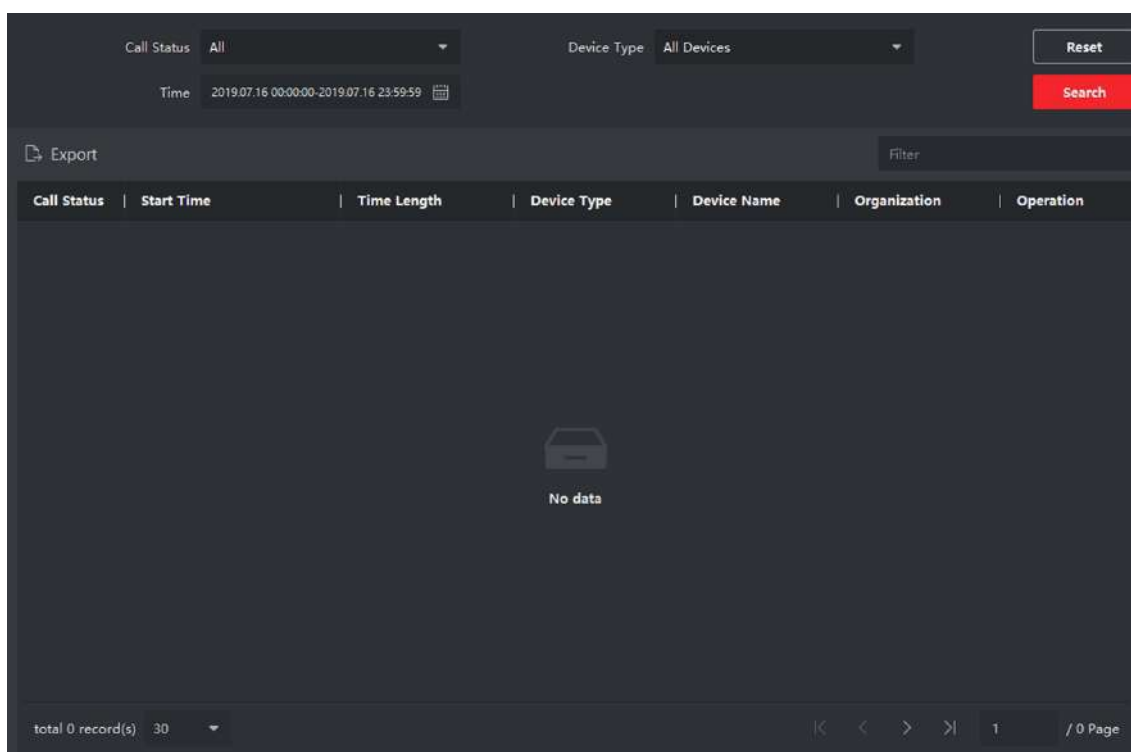 Call Status All Device Type All Devices Reset
Time 2019.07.16 00:00:00-2019.07.16 23:59:59 Search
Export Filter
Call Status | Start Time | Time Length | Device Type | Device Name | Organization | Operation
No data
total 0 record(s) 30 1 / 0 Page